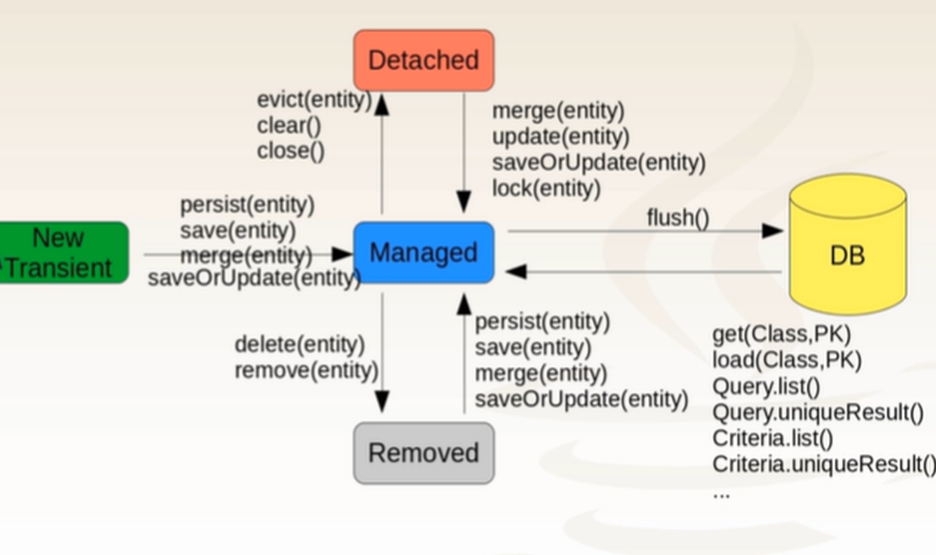 Detached
evict(entity)
clear()
close()
merge(entity)
update(entity)
saveOrUpdate(entity)
lock(entity)
persist(entity)
save(entity)
merge(entity)
saveOrUpdate(entity)
New
Transient
Managed
flush()
DB
delete(entity)
remove(entity)
persist(entity)
save(entity)
merge(entity)
saveOrUpdate(entity)
Removed
get(Class,PK)
load(Class,PK)
Query.list()
Query.uniqueResult()
Criteria.list()
Criteria.uniqueResult()
...